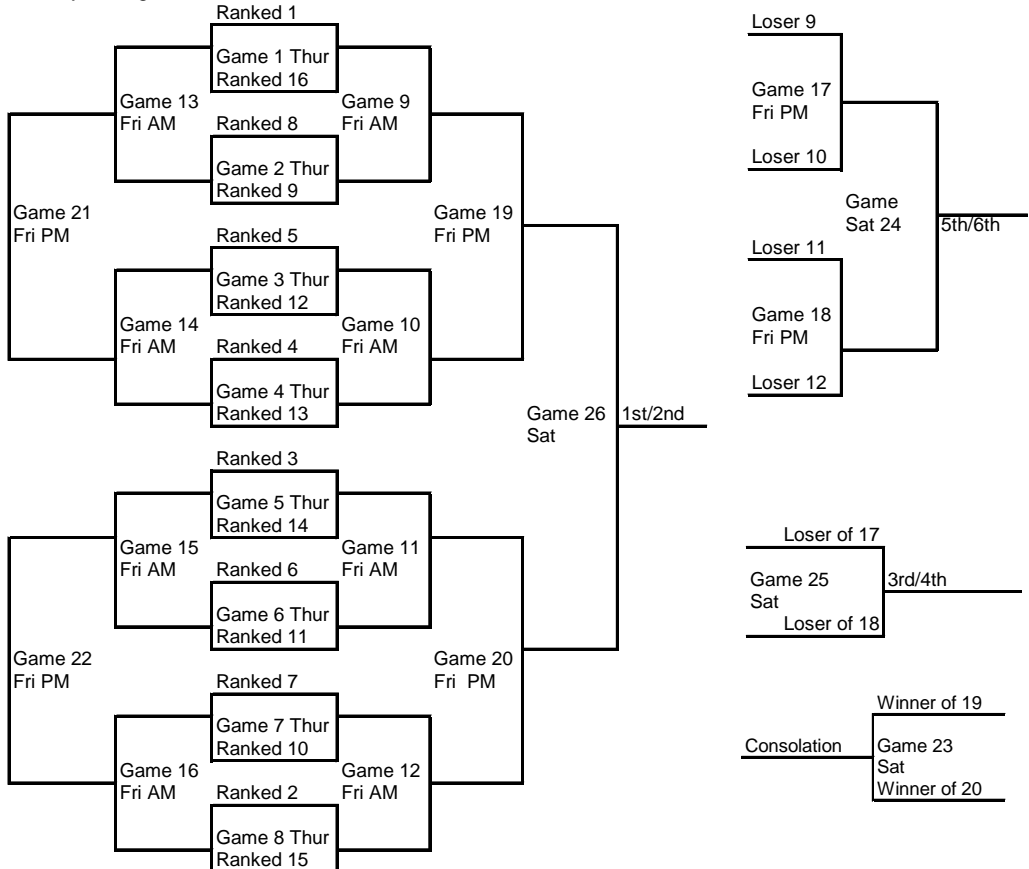 Ranked 1
Game 1 Thur
Ranked 16
Game 13
Fri AM
Game 9
Fri AM
Ranked 8
Game 2 Thur
Ranked 9
Game 21
Fri PM
Game 19
Fri PM
Ranked 5
Game 3 Thur
Ranked 12
Game 14
Fri AM
Game 10
Fri AM
Ranked 4
Game 4 Thur
Ranked 13
Game 26
Sat
1st/2nd
Ranked 3
Game 5 Thur
Ranked 14
Game 15
Fri AM
Game 11
Fri AM
Ranked 6
Game 6 Thur
Ranked 11
Game 22
Fri PM
Game 20
Fri PM
Ranked 7
Game 7 Thur
Ranked 10
Game 16
Fri AM
Game 12
Fri AM
Ranked 2
Game 8 Thur
Ranked 15
Loser 9
Game 17
Fri PM
Loser 10
Game
Sat 24
5th/6th
Loser 11
Game 18
Fri PM
Loser 12
Loser of 17
Game 25
Sat
3rd/4th
Loser of 18
Winner of 19
Consolation
Game 23
Sat
Winner of 20